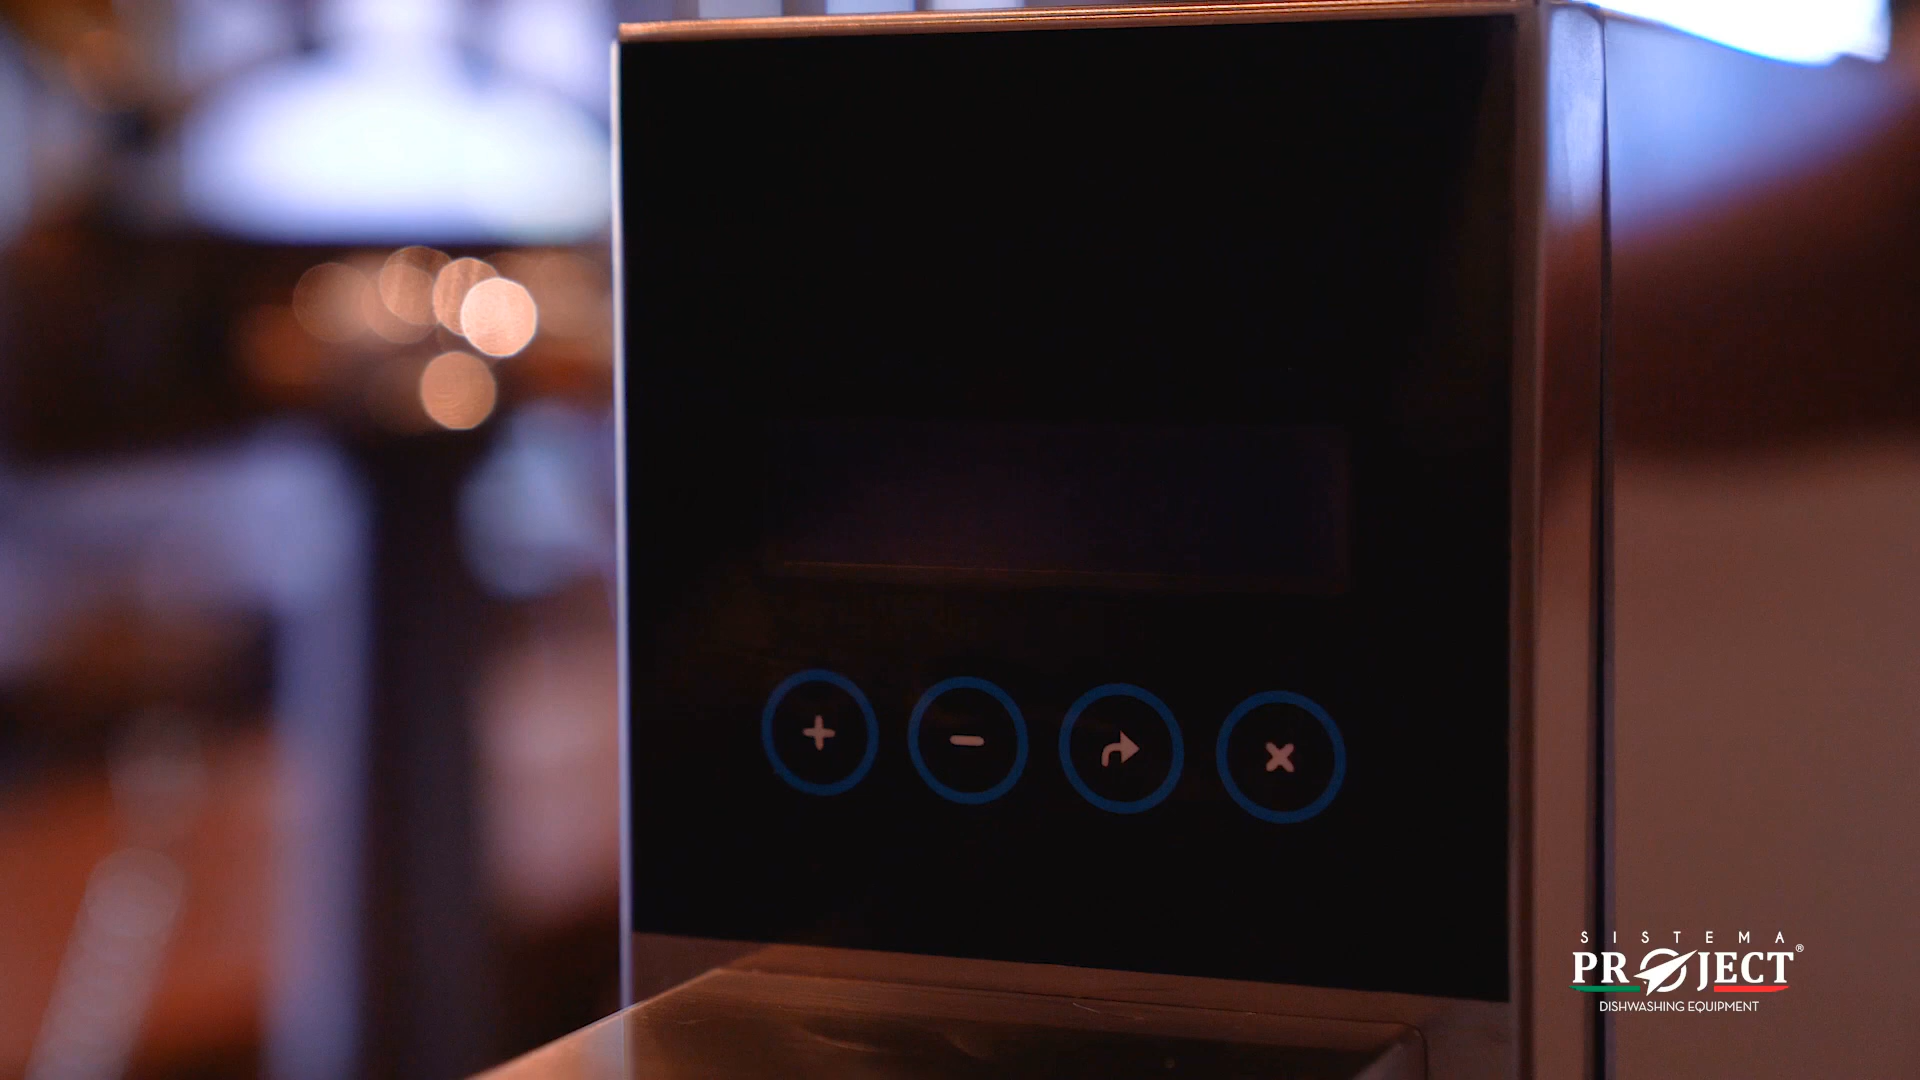 + −
SISTEMA
PROJECT®
DISHWASHING EQUIPMENT